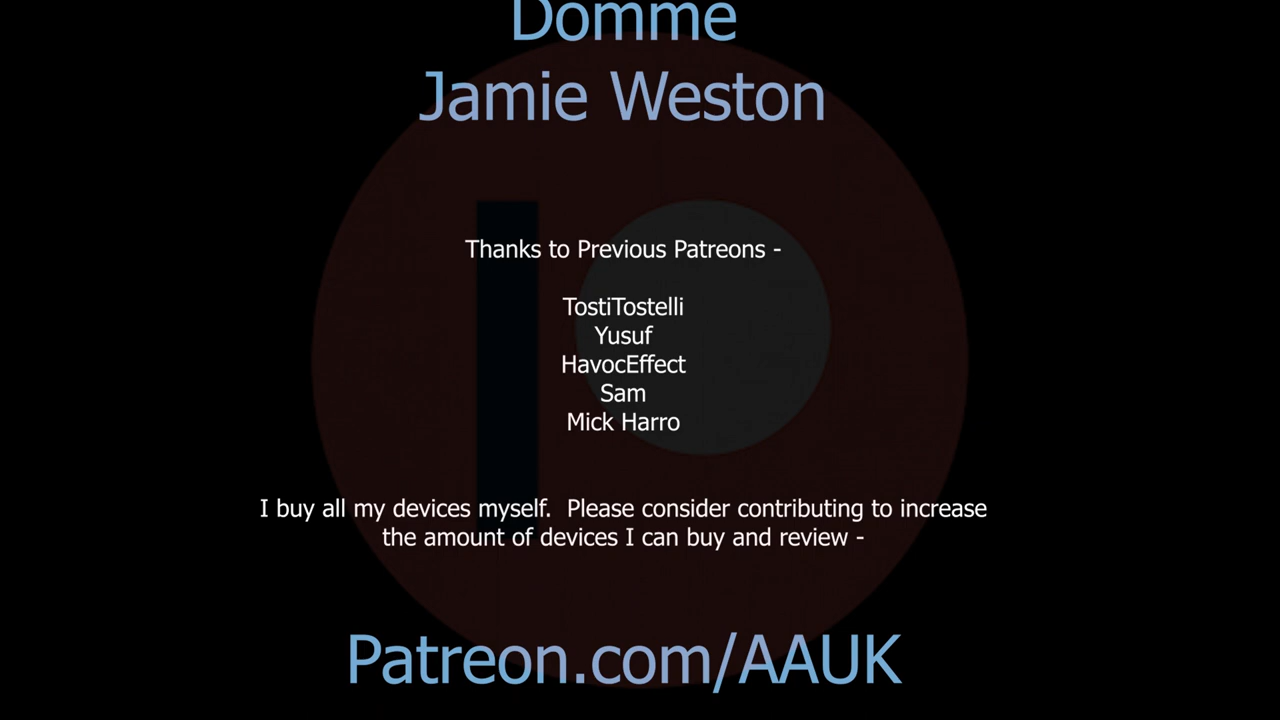 Domme
Jamie Weston
Thanks to Previous Patreons -
TostiTostelli
Yusuf
HavocEffect
Sam
Mick Harro
I buy all my devices myself.  Please consider contributing to increase
the amount of devices I can buy and review -
Patreon.com/AAUK